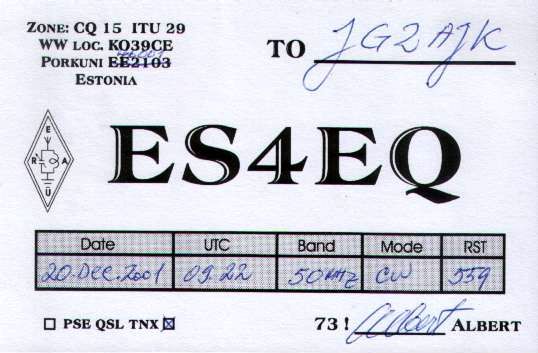 ZONE: CQ 15 ITU 29
WW LOC. KO39CE
PORKUNI EE2103
ESTONIA
TO JG2AJK
E
R A
Ü
ES4EQ
Date UTC Band Mode RST
20.DEC.2001 09.22 50MHz CW 559
PSE QSL TNX ☒
73! Albert ALBERT